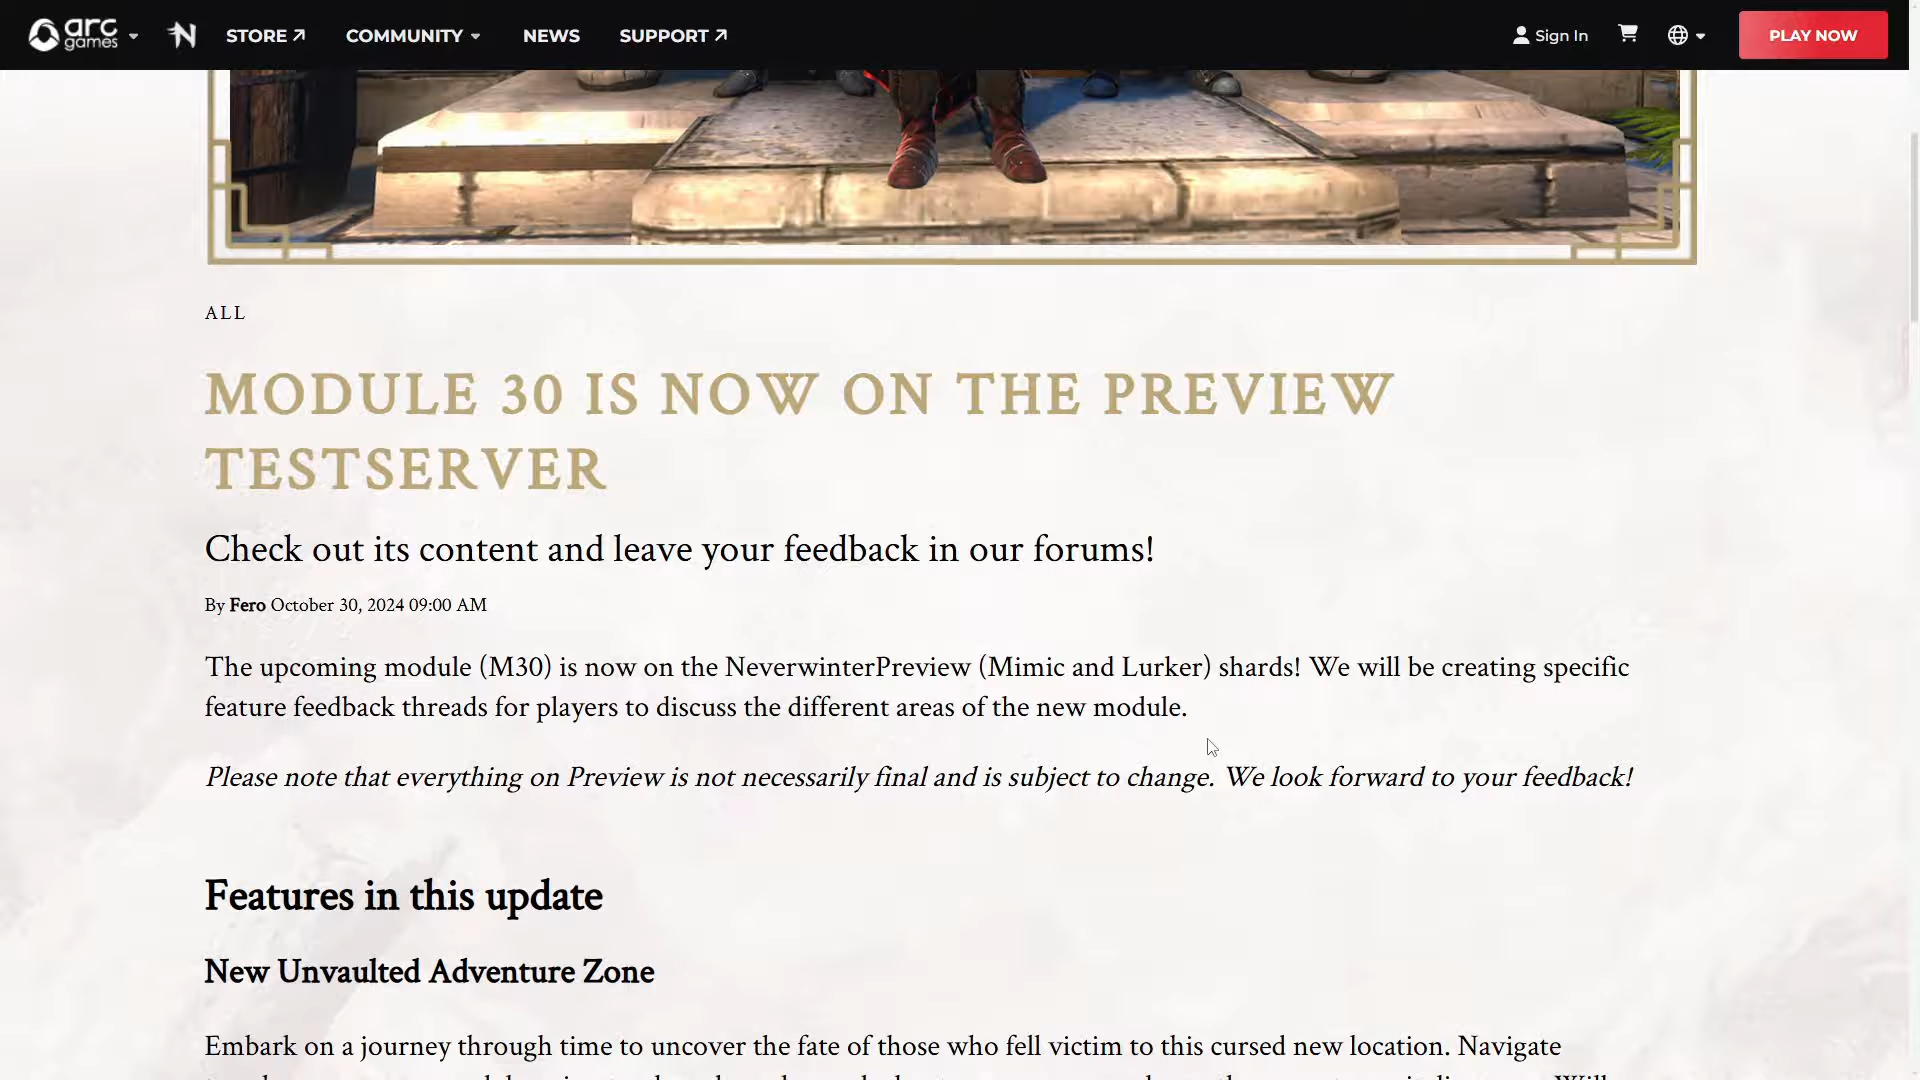 arc games
STORE
COMMUNITY
NEWS
SUPPORT
Sign In
PLAY NOW
ALL
MODULE 30 IS NOW ON THE PREVIEW
TESTSERVER
Check out its content and leave your feedback in our forums!
By Fero October 30, 2024 09:00 AM
The upcoming module (M30) is now on the NeverwinterPreview (Mimic and Lurker) shards! We will be creating specific
feature feedback threads for players to discuss the different areas of the new module.
Please note that everything on Preview is not necessarily final and is subject to change. We look forward to your feedback!
Features in this update
New Unvaulted Adventure Zone
Embark on a journey through time to uncover the fate of those who fell victim to this cursed new location. Navigate